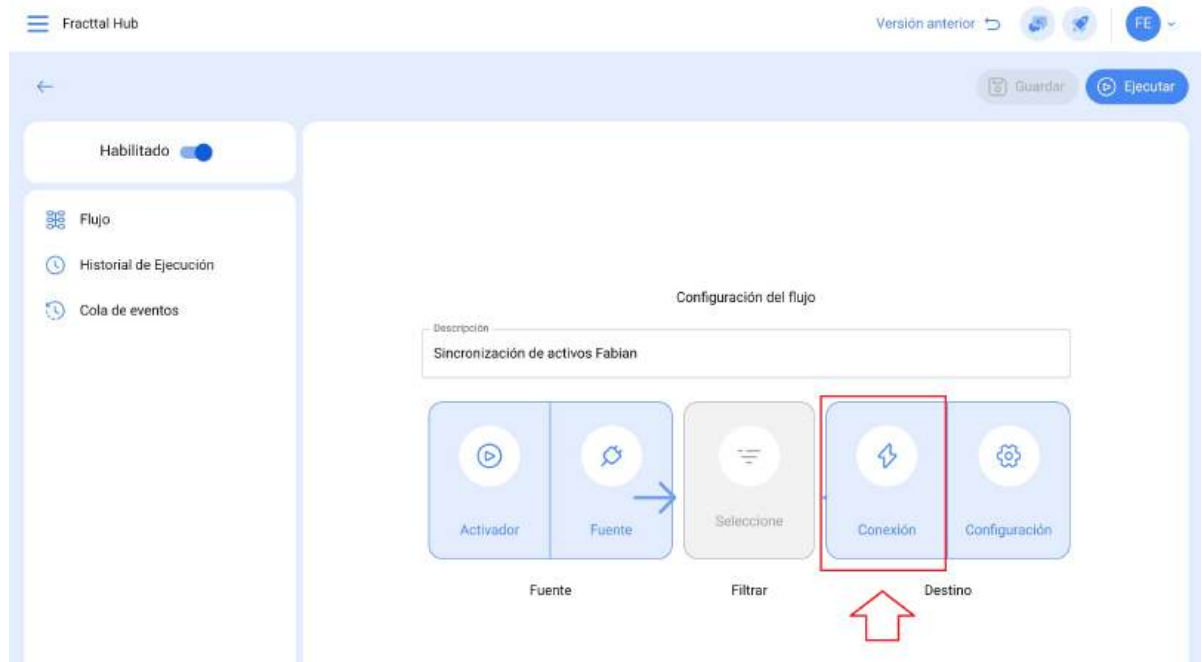 Fracttal Hub
Versión anterior
FE
Guardar
Ejecutar
Habilitado
Flujo
Historial de Ejecución
Cola de eventos
Configuración del flujo
Descripción
Sincronización de activos Fabian
Activador
Fuente
Seleccione
Conexión
Configuración
Fuente
Filtrar
Destino